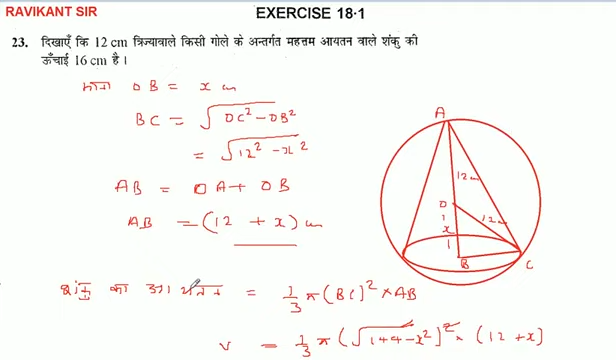 RAVIKANT SIR
EXERCISE 18·1
23. दिखाएँ कि 12 cm त्रिज्यावाले किसी गोले के अन्तर्गत महत्तम आयतन वाले शंकु की
ऊँचाई 16 cm है।
माना OB = x cm
BC = √OC² - OB²
= √12² - x²
AB = OA + OB
AB = (12 + x) cm
शंकु का आयतन = 1/3 π (BC)² × AB
V = 1/3 π (√144 - x²)² × (12 + x)
A
12 cm
O
12 cm
x
B
C